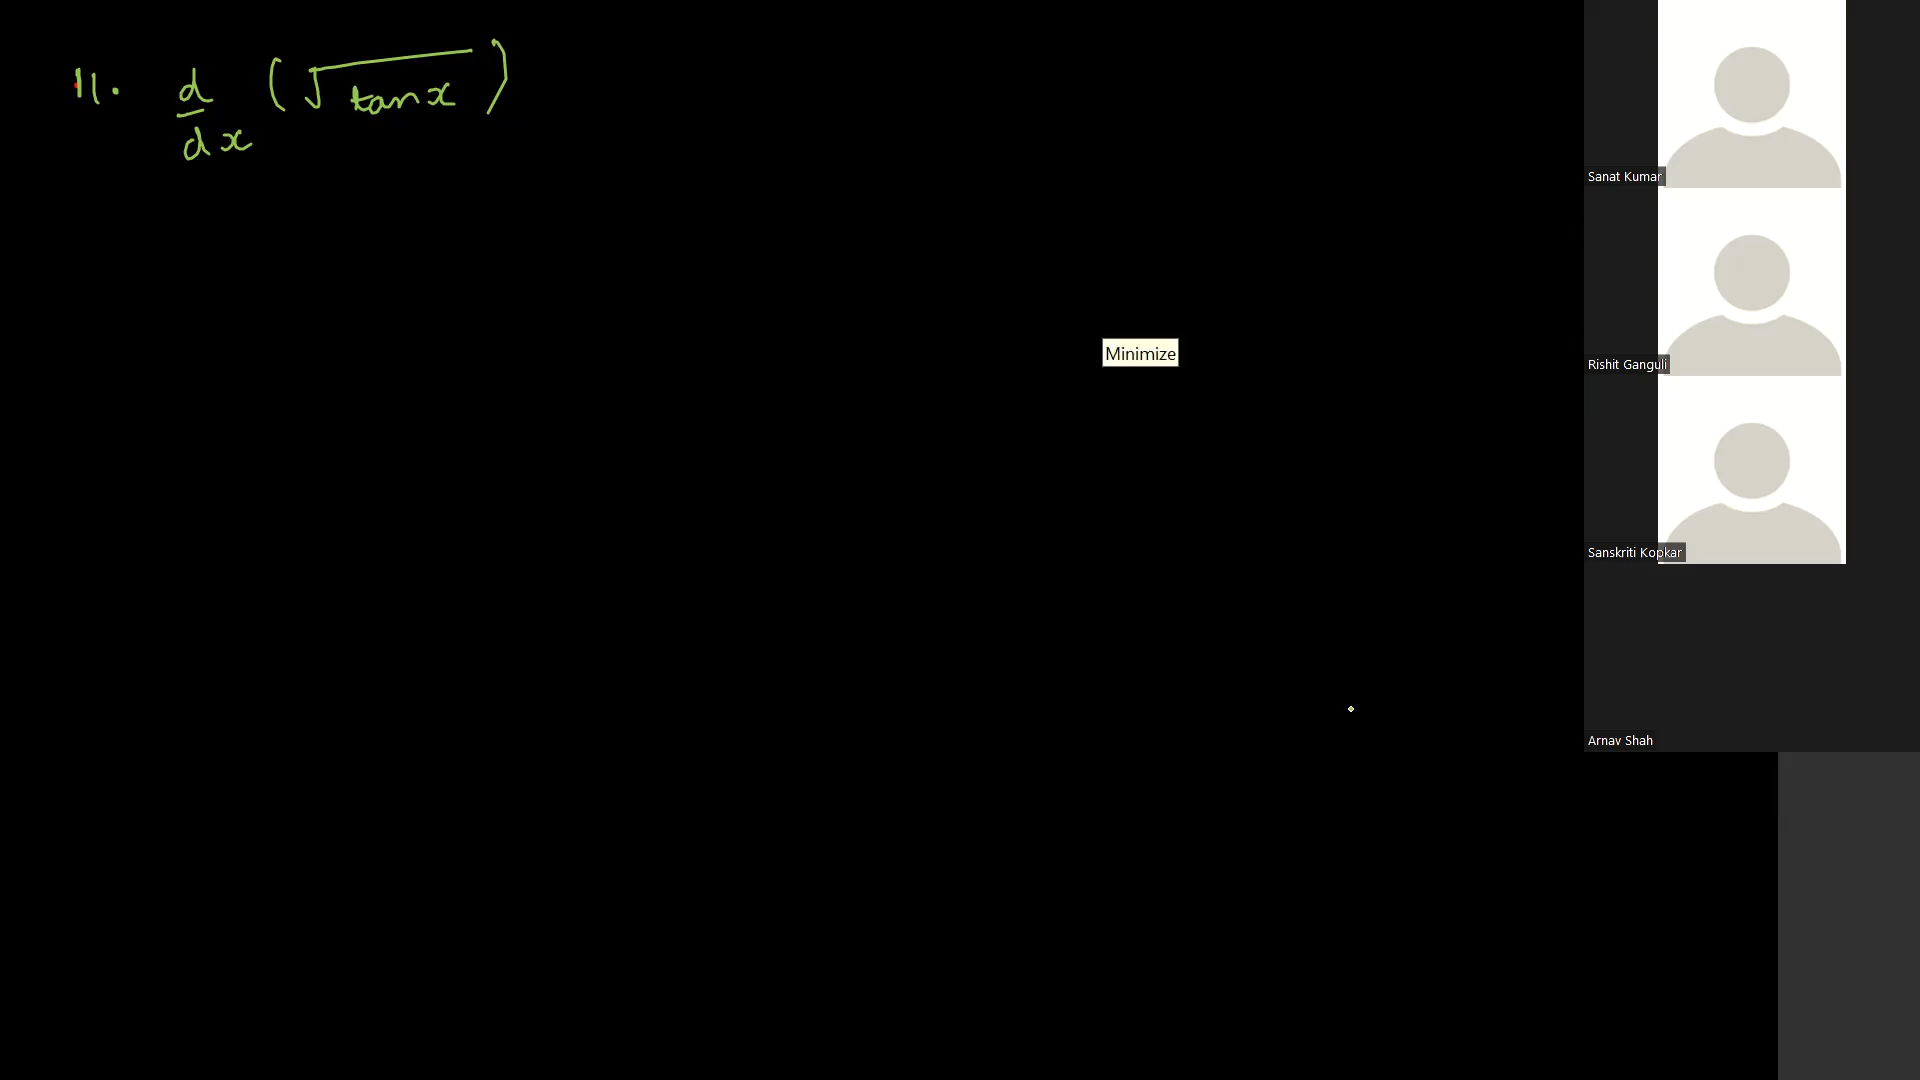 11. d/dx (√tan x)
Minimize
Sanat Kumar
Rishit Ganguli
Sanskriti Kopkar
Arnav Shah